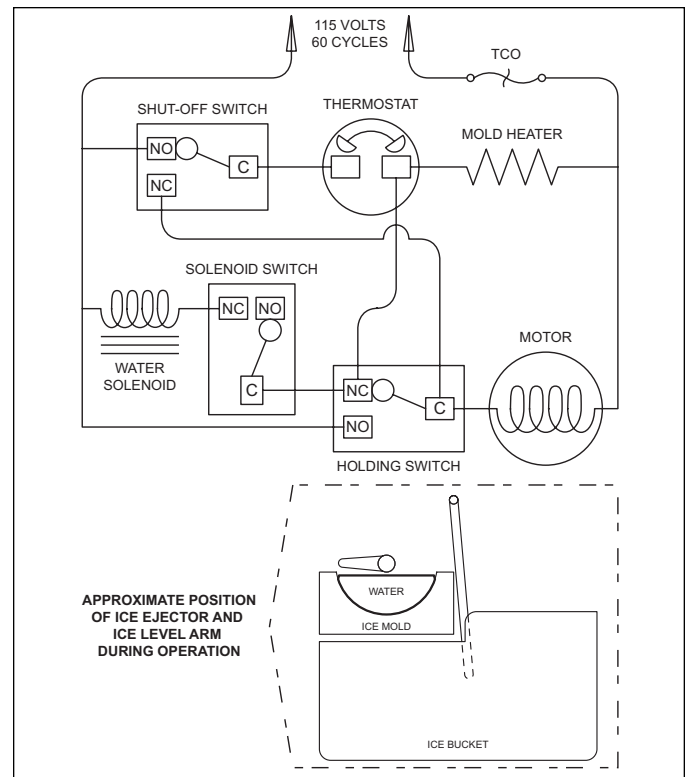 115 VOLTS
60 CYCLES
TCO
SHUT-OFF SWITCH
THERMOSTAT
MOLD HEATER
NO
C
NC
SOLENOID SWITCH
NC
NO
MOTOR
WATER
SOLENOID
C
NC
C
NO
HOLDING SWITCH
APPROXIMATE POSITION
OF ICE EJECTOR AND
ICE LEVEL ARM
DURING OPERATION
WATER
ICE MOLD
ICE BUCKET